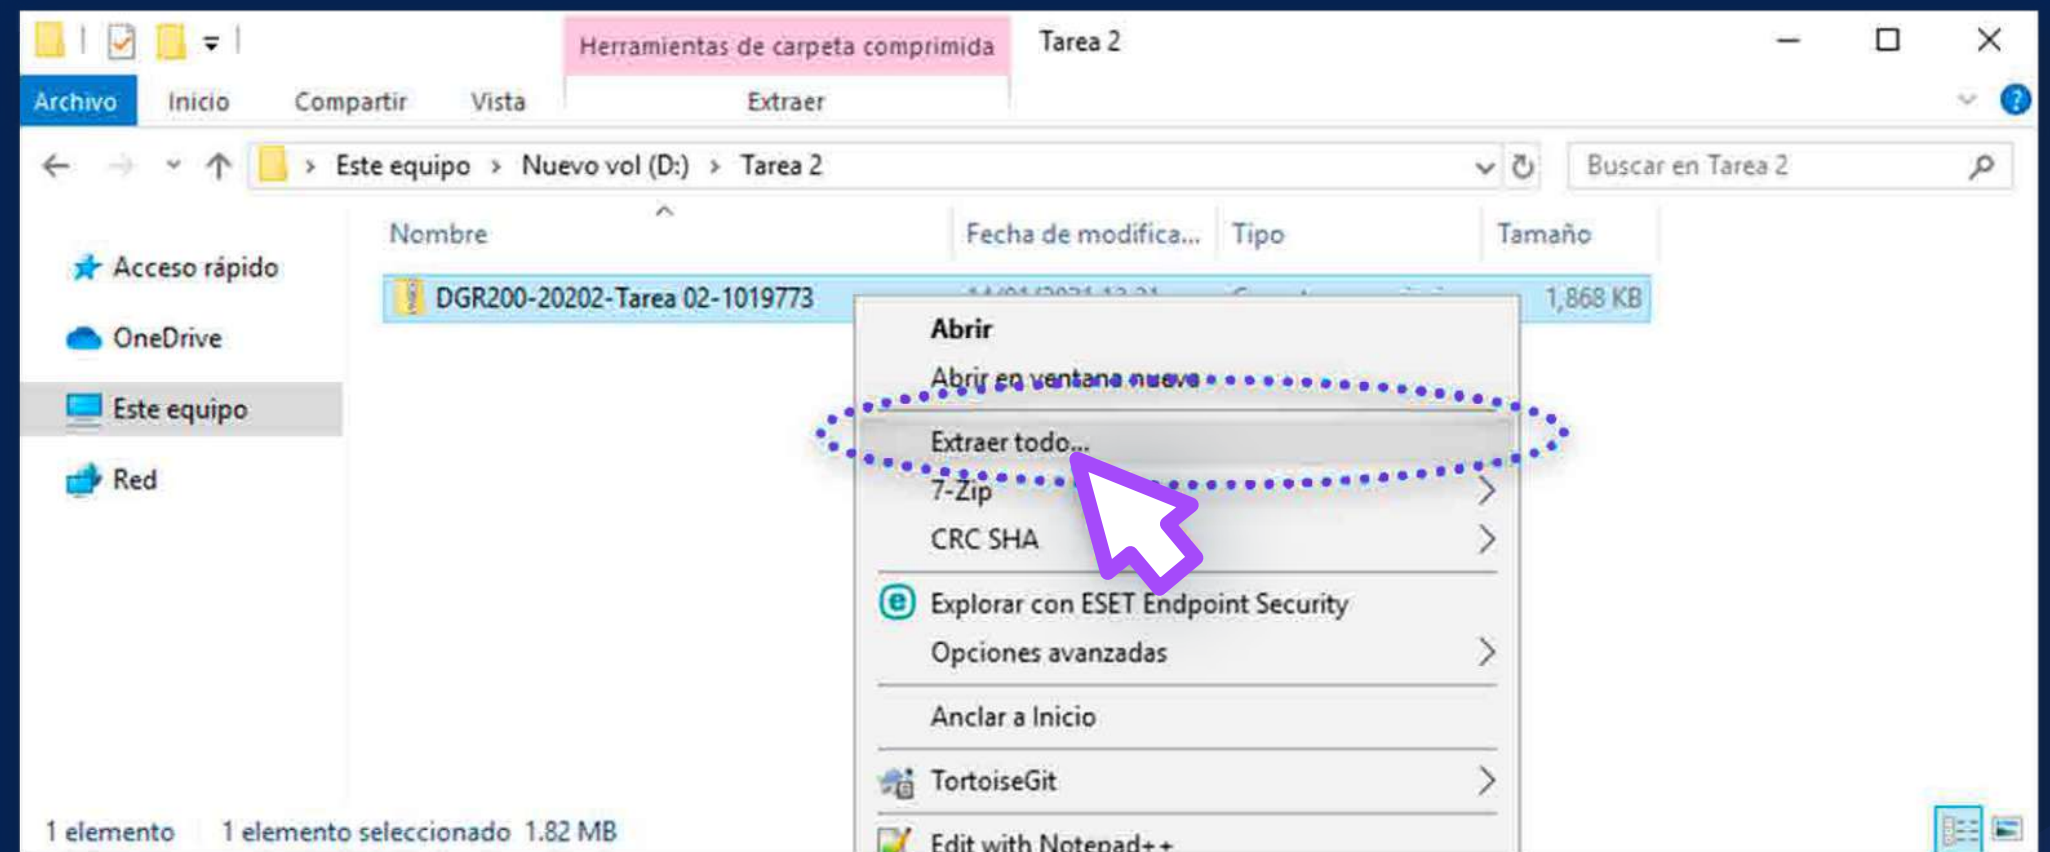 Herramientas de carpeta comprimida Tarea 2
Archivo Inicio Compartir Vista Extraer
Este equipo > Nuevo vol (D:) > Tarea 2 Buscar en Tarea 2
Nombre Fecha de modifica... Tipo Tamaño
Acceso rápido
DGR200-20202-Tarea 02-1019773 1,868 KB
OneDrive
Este equipo
Red
Abrir
Abrir en ventana nueva
Extraer todo...
7-Zip
CRC SHA
Explorar con ESET Endpoint Security
Opciones avanzadas
Anclar a Inicio
TortoiseGit
Edit with Notepad++
1 elemento 1 elemento seleccionado 1.82 MB